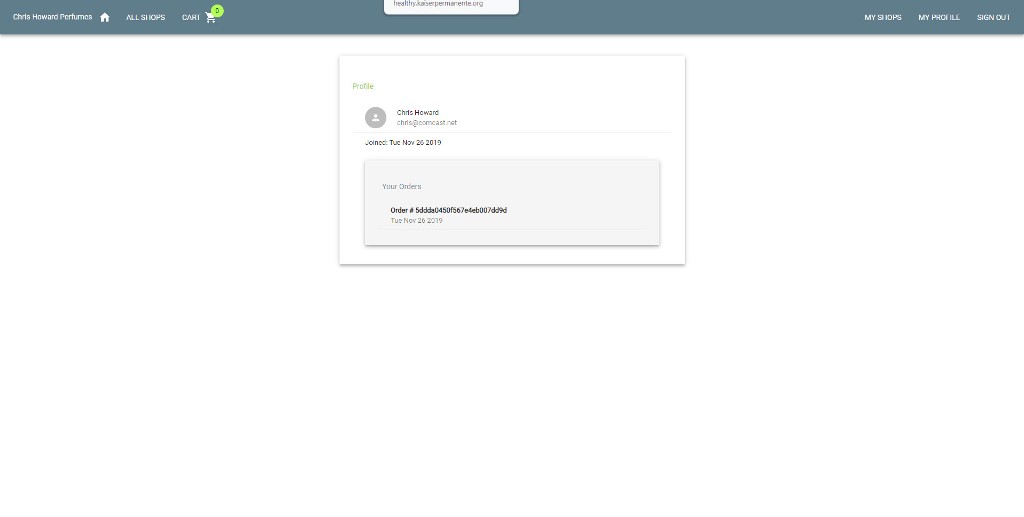 healthy.kaiserpermanente.org
Chris Howard Perfumes ALL SHOPS CART 0 MY SHOPS MY PROFILE SIGN OUT
Profile
Chris Howard
chris@comcast.net
Joined: Tue Nov 26 2019
Your Orders
Order # 5ddda0450f567e4eb007dd9d
Tue Nov 26 2019